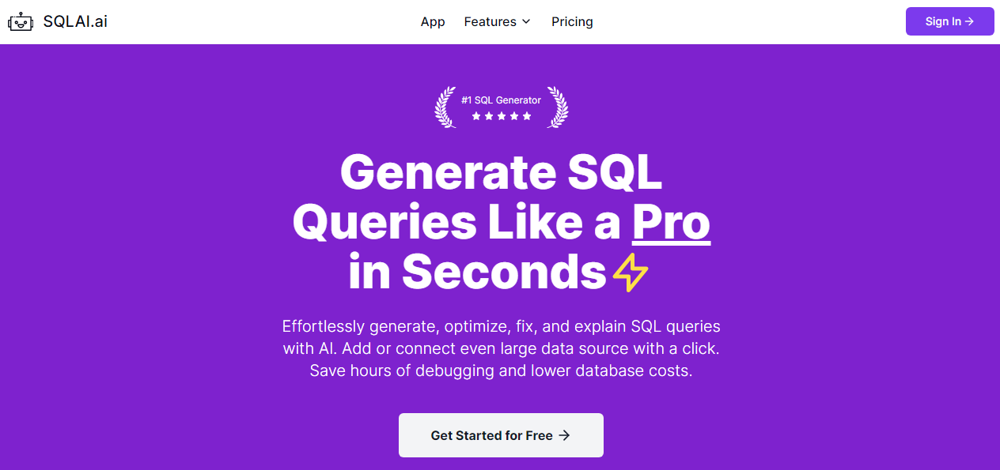 SQLAI.ai
App Features Pricing
Sign In →
#1 SQL Generator
Generate SQL
Queries Like a Pro
in Seconds
Effortlessly generate, optimize, fix, and explain SQL queries
with AI. Add or connect even large data source with a click.
Save hours of debugging and lower database costs.
Get Started for Free →